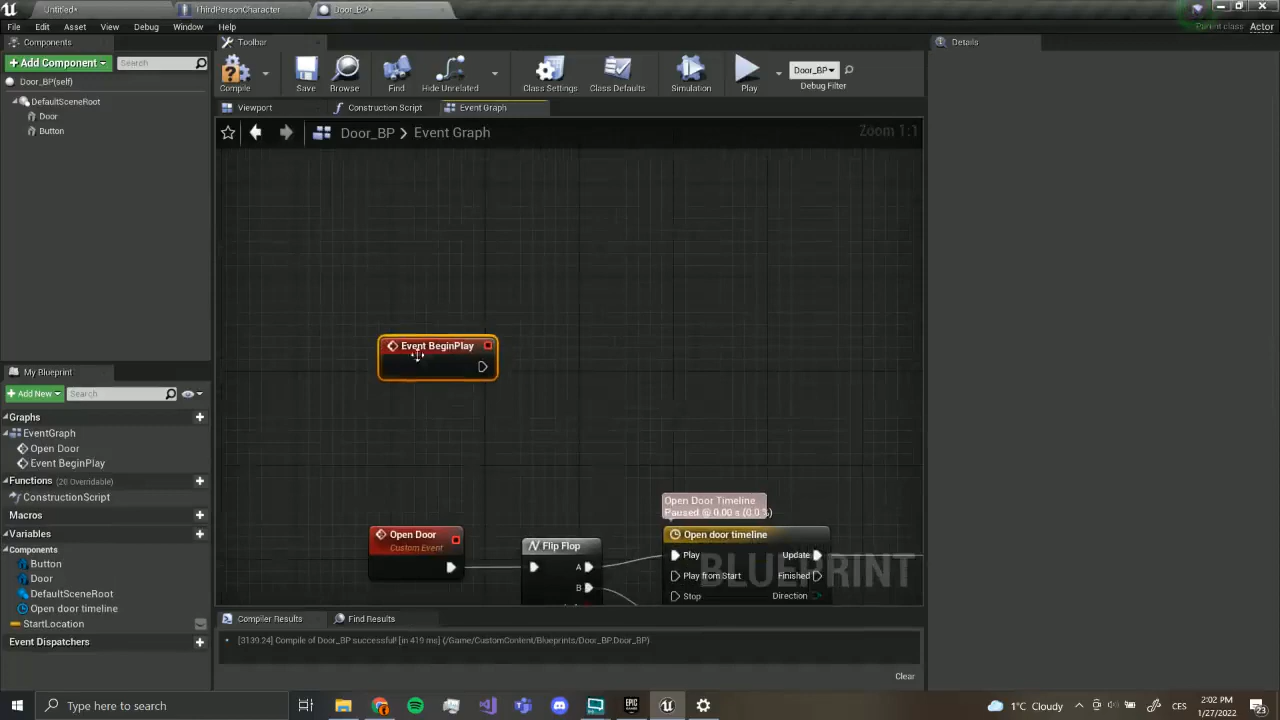 Untitled*
ThirdPersonCharacter
Door_BP*
File Edit Asset View Debug Window Help
Parent class: Actor
Components
Toolbar
Details
+ Add Component
Search
Door_BP(self)
DefaultSceneRoot
Door
Button
Compile
Save
Browse
Find
Hide Unrelated
Class Settings
Class Defaults
Simulation
Play
Door_BP
Debug Filter
Viewport
Construction Script
Event Graph
Door_BP > Event Graph
Zoom 1:1
Event BeginPlay
My Blueprint
+ Add New
Search
Graphs
EventGraph
Open Door
Event BeginPlay
Functions (20 Overridable)
ConstructionScript
Macros
Variables
Components
Button
Door
DefaultSceneRoot
Open door timeline
StartLocation
Event Dispatchers
Open Door Timeline
Paused @ 0.00 s (0.0 %)
Open Door
Custom Event
Flip Flop
A
B
Open door timeline
Play
Update
Play from Start
Finished
Stop
Direction
BLUEPRINT
Compiler Results
Find Results
[3139.24] Compile of Door_BP successful! [in 419 ms] (/Game/CustomContent/Blueprints/Door_BP.Door_BP)
Clear
Type here to search
EPIC
1°C Cloudy
CES
2:02 PM
1/27/2022
23